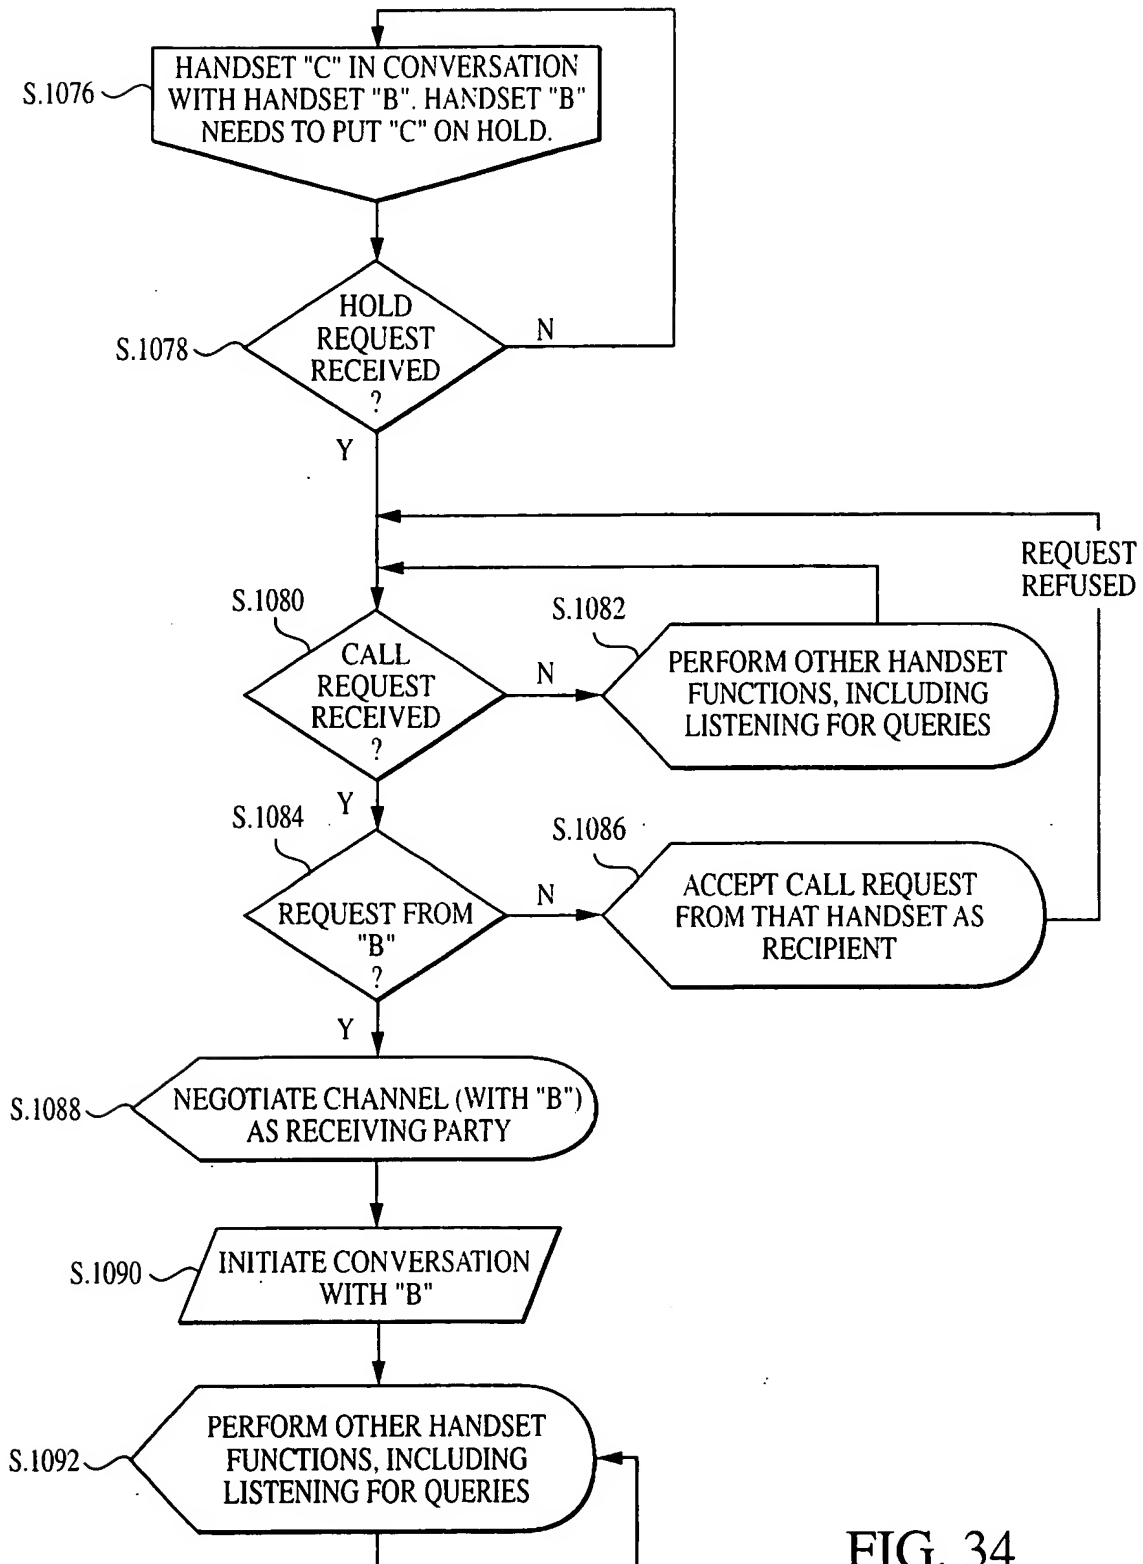 S.1076
HANDSET "C" IN CONVERSATION
WITH HANDSET "B". HANDSET "B"
NEEDS TO PUT "C" ON HOLD.
S.1078
HOLD
REQUEST
RECEIVED
?
N
Y
REQUEST
REFUSED
S.1080
CALL
REQUEST
RECEIVED
?
N
S.1082
PERFORM OTHER HANDSET
FUNCTIONS, INCLUDING
LISTENING FOR QUERIES
Y
S.1084
REQUEST FROM
"B"
?
N
S.1086
ACCEPT CALL REQUEST
FROM THAT HANDSET AS
RECIPIENT
Y
S.1088
NEGOTIATE CHANNEL (WITH "B")
AS RECEIVING PARTY
S.1090
INITIATE CONVERSATION
WITH "B"
S.1092
PERFORM OTHER HANDSET
FUNCTIONS, INCLUDING
LISTENING FOR QUERIES
FIG. 34